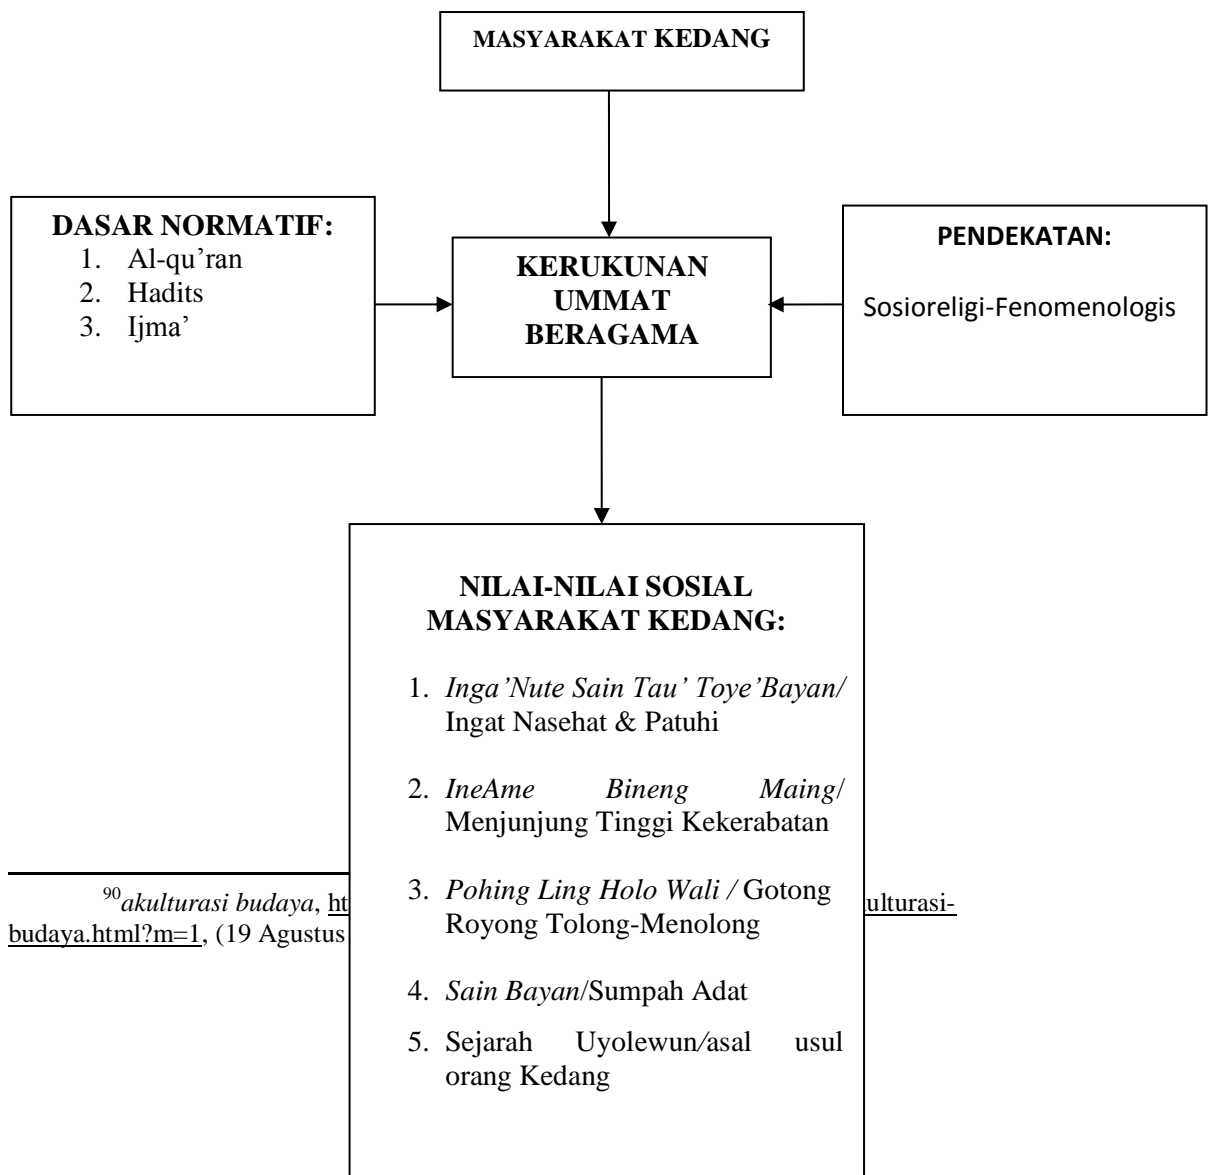 MASYARAKAT KEDANG
DASAR NORMATIF:
1. Al-qu’ran
2. Hadits
3. Ijma’
KERUKUNAN
UMMAT
BERAGAMA
PENDEKATAN:
Sosioreligi-Fenomenologis
NILAI-NILAI SOSIAL
MASYARAKAT KEDANG:
1. Inga’Nute Sain Tau’ Toye’Bayan/
Ingat Nasehat & Patuhi
2. IneAme Bineng Maing/
Menjunjung Tinggi Kekerabatan
3. Pohing Ling Holo Wali / Gotong
Royong Tolong-Menolong
4. Sain Bayan/Sumpah Adat
5. Sejarah Uyolewun/asal usul
orang Kedang
90akulturasi budaya, ht ulturasi-
budaya.html?m=1, (19 Agustus